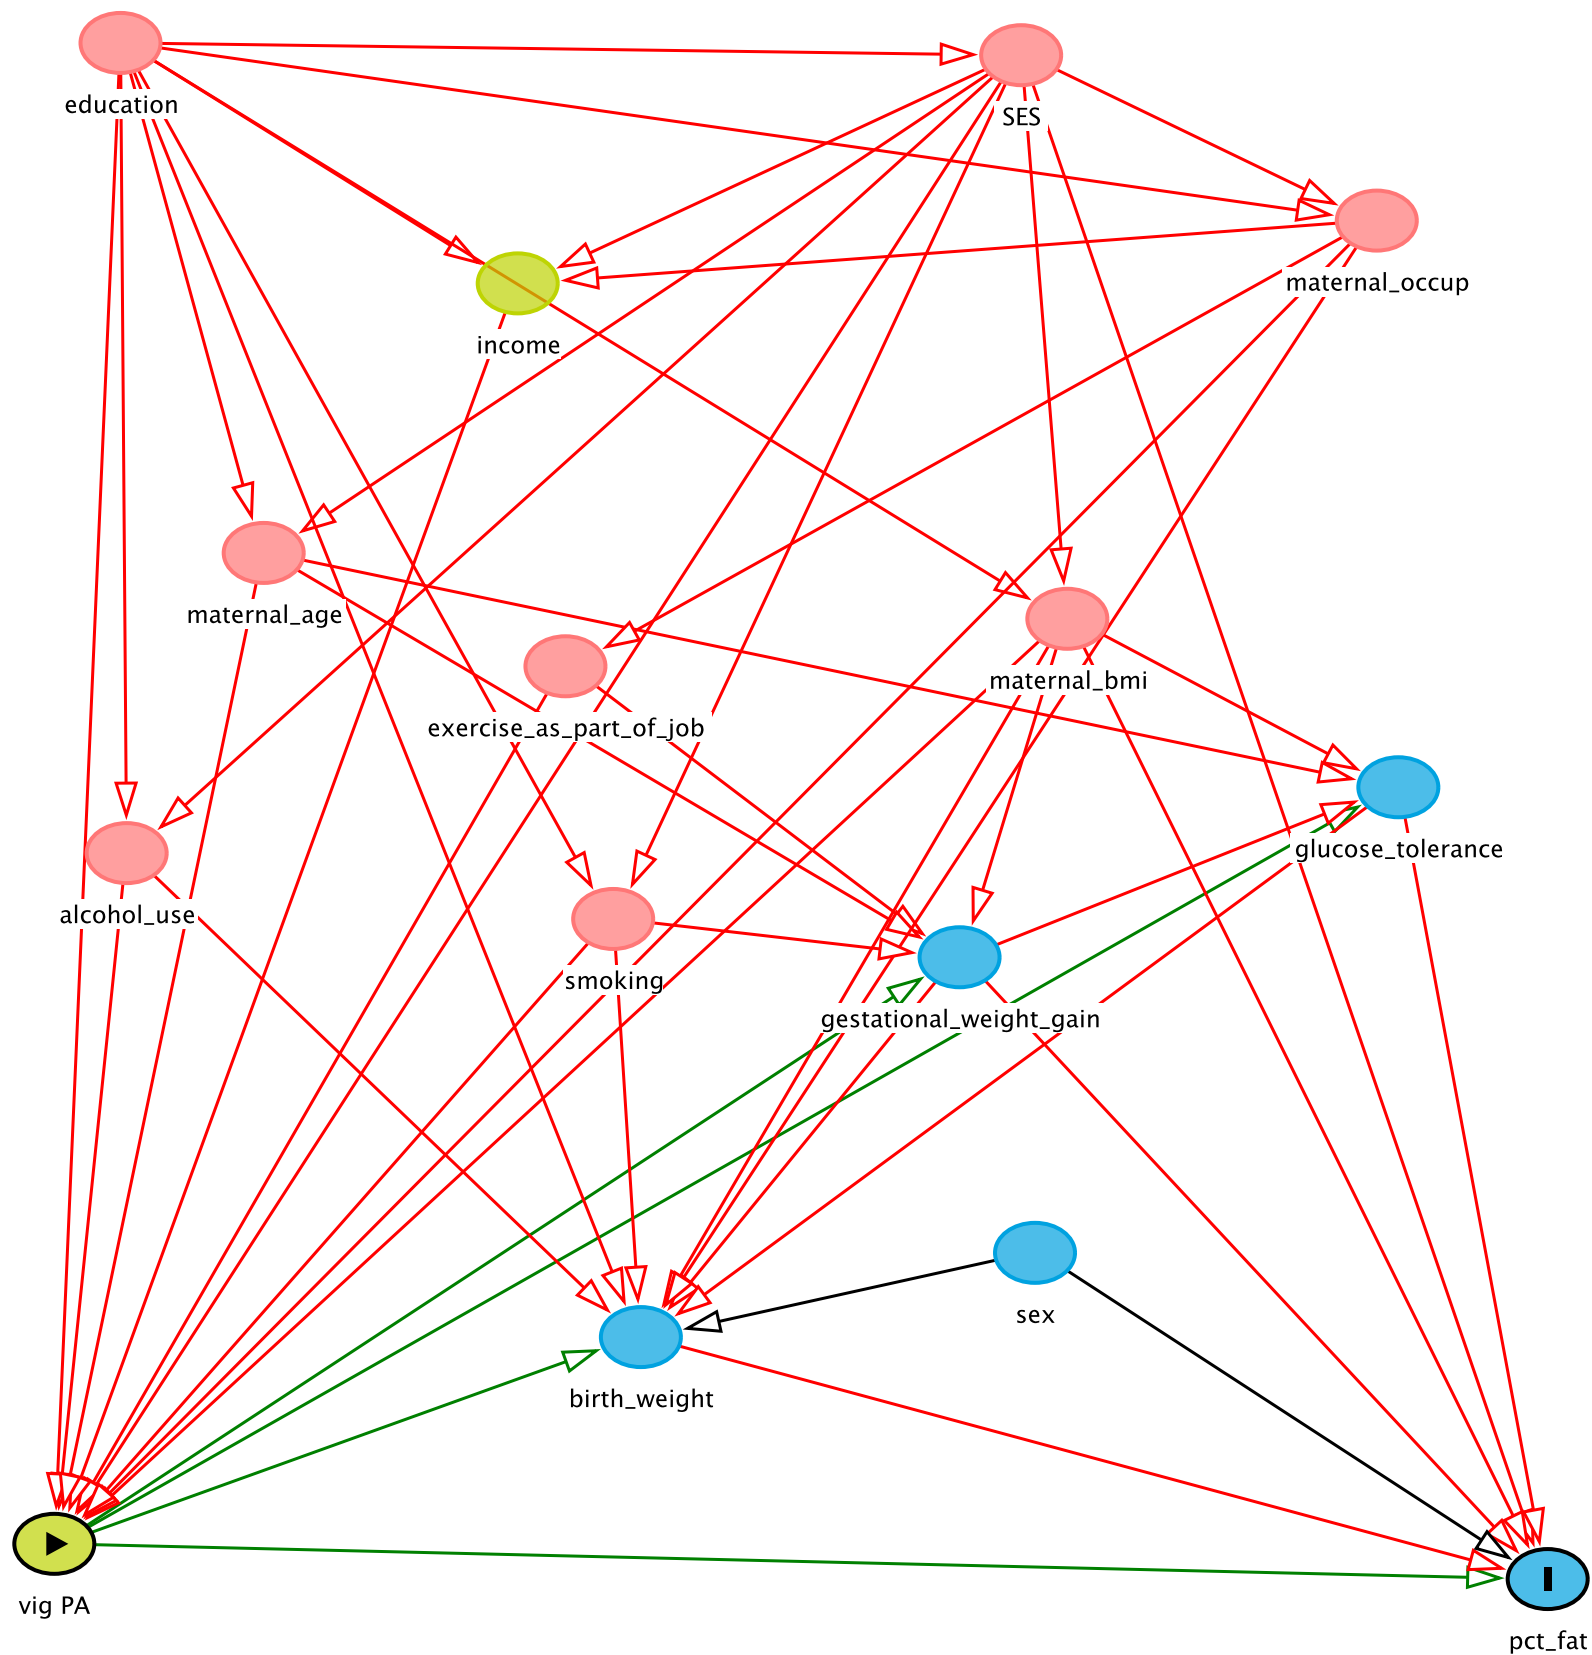 education
SES
maternal_occup
income
maternal_age
maternal_bmi
exercise_as_part_of_job
glucose_tolerance
alcohol_use
smoking
gestational_weight_gain
sex
birth_weight
vig PA
pct_fat